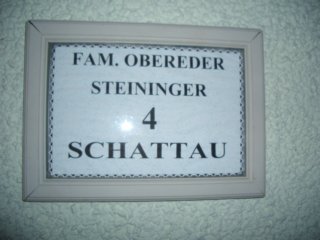 FAM. OBEREDER
STEININGER
4
SCHATTAU